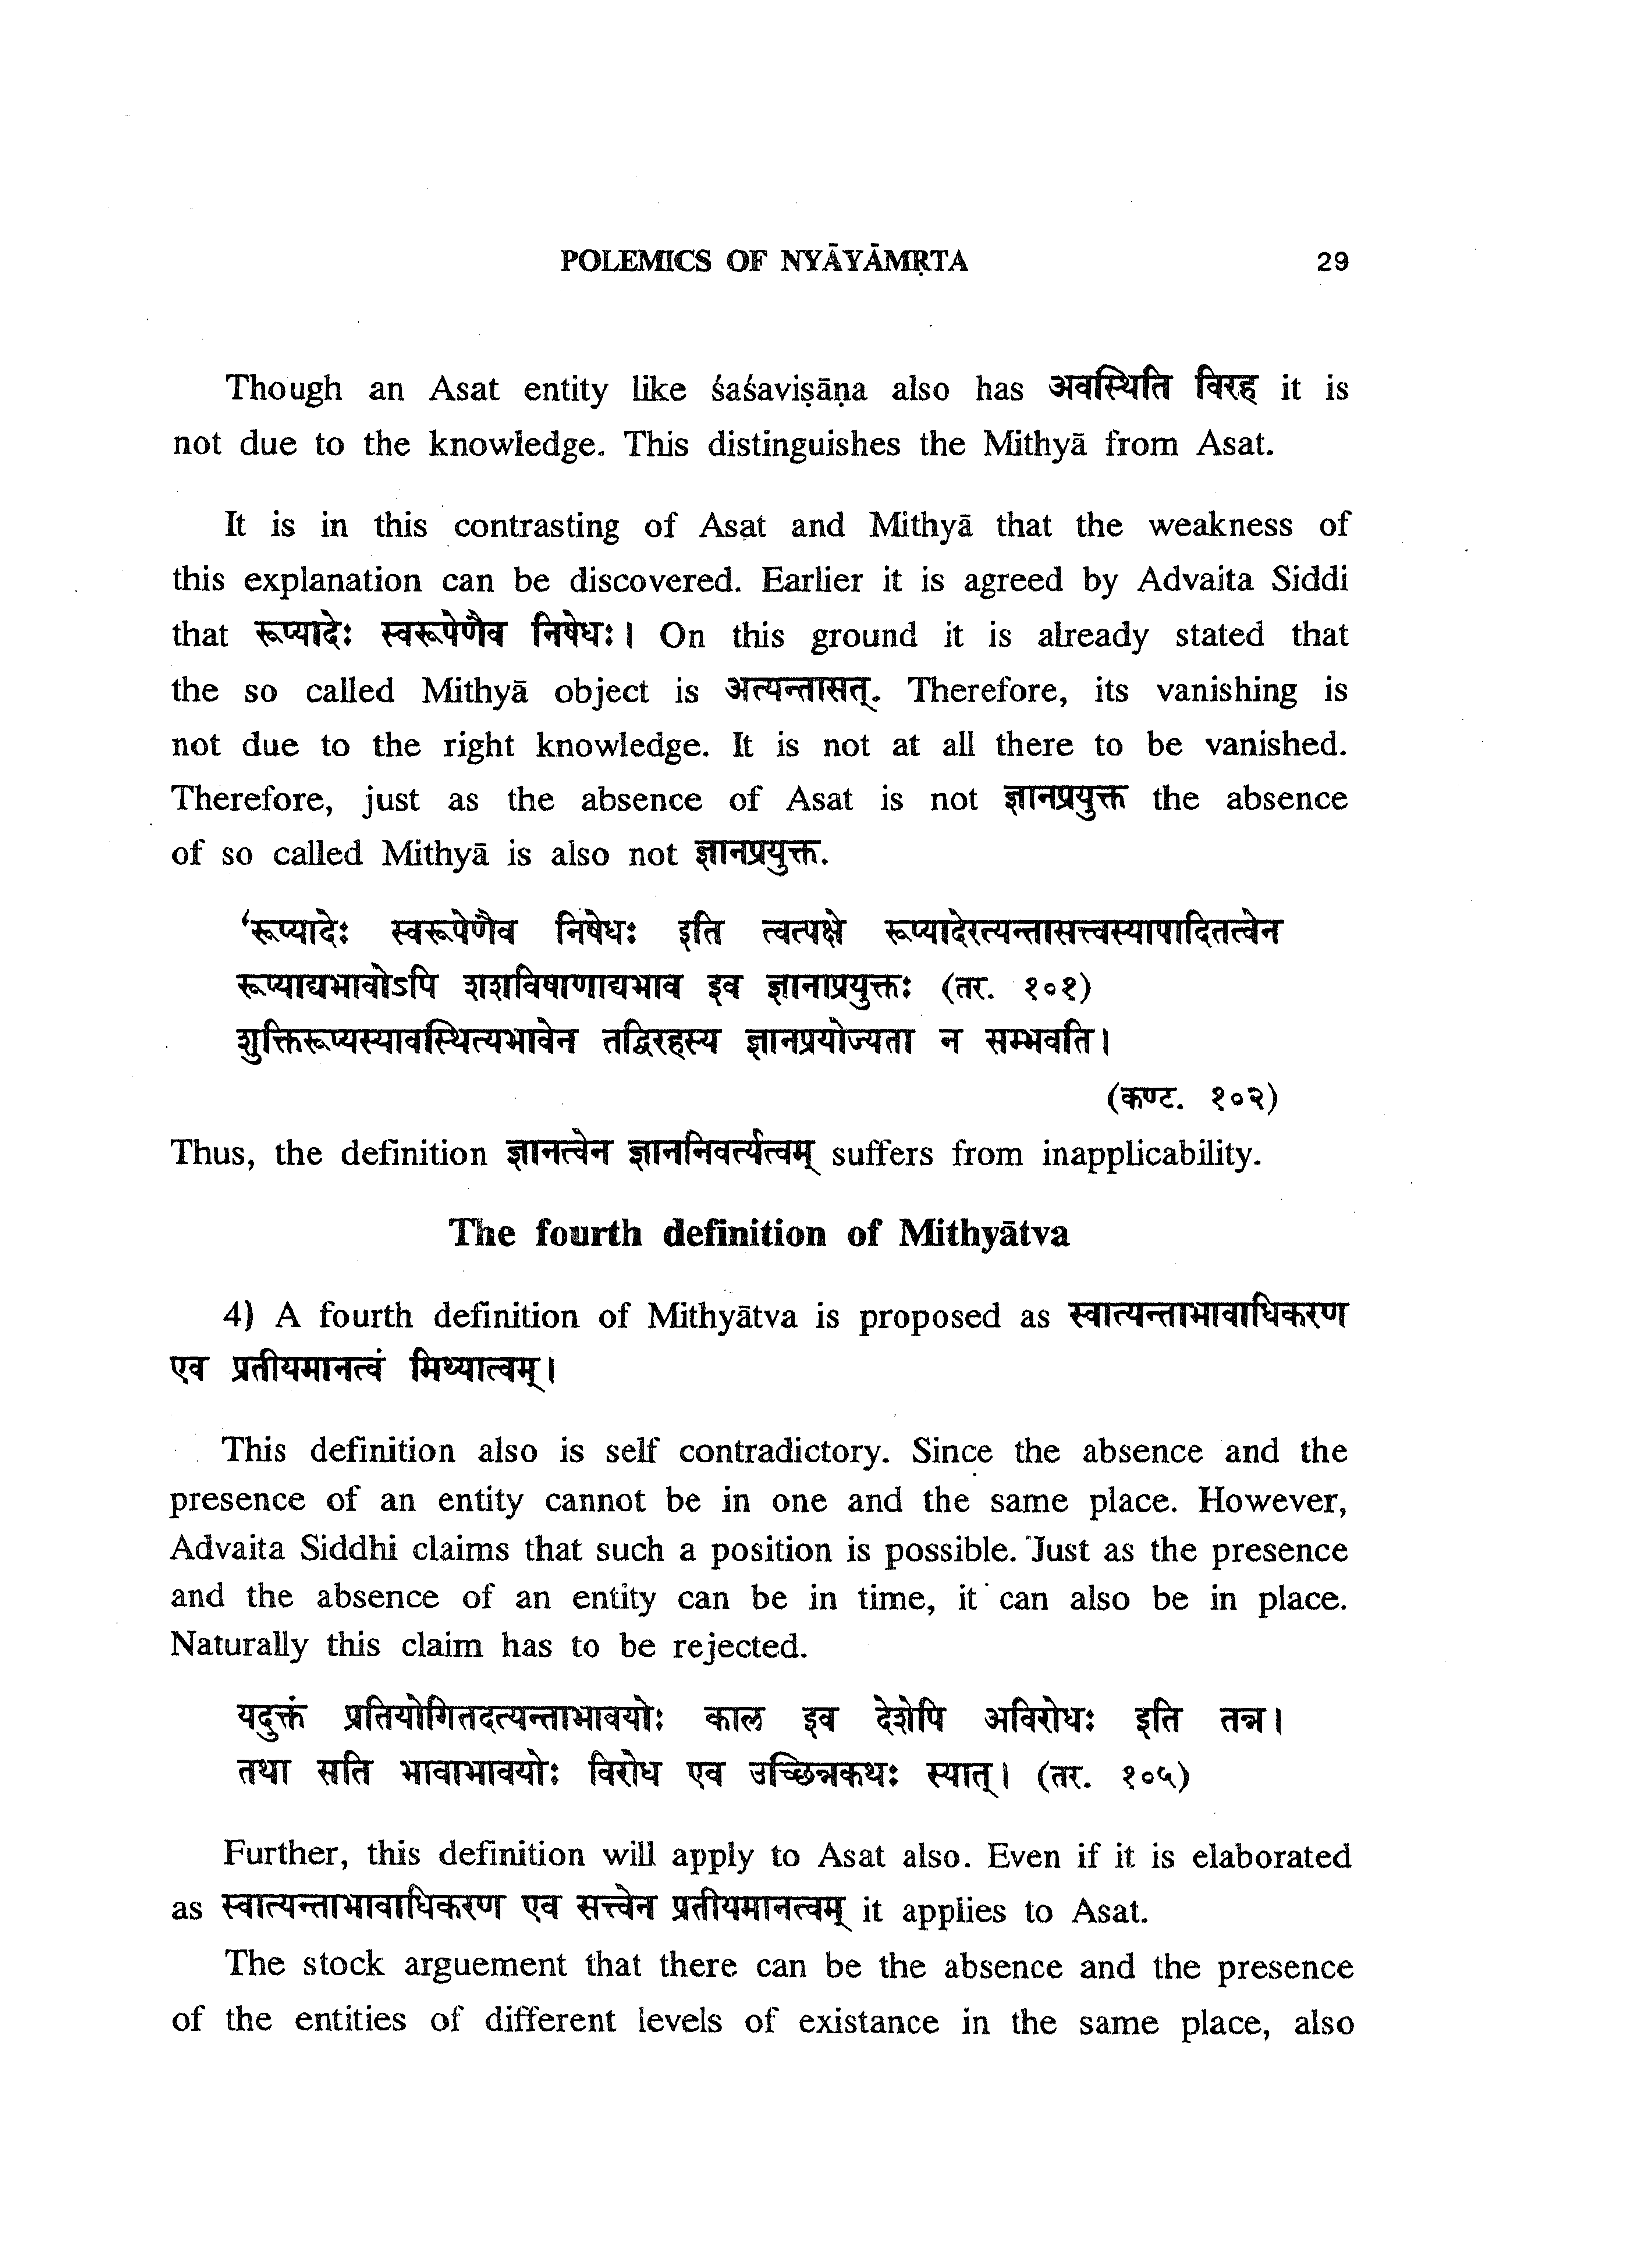 POLEMICS OF NYĀYĀMṚTA 29
Though an Asat entity like śaśaviṣāṇa also has अवस्थिति विरह it is
not due to the knowledge. This distinguishes the Mithyā from Asat.
It is in this contrasting of Asat and Mithyā that the weakness of
this explanation can be discovered. Earlier it is agreed by Advaita Siddi
that रूप्यादेः स्वरूपेणैव निषेधः। On this ground it is already stated that
the so called Mithyā object is अत्यन्तासत्. Therefore, its vanishing is
not due to the right knowledge. It is not at all there to be vanished.
Therefore, just as the absence of Asat is not ज्ञानप्रयुक्त the absence
of so called Mithyā is also not ज्ञानप्रयुक्त.
‘रूप्यादेः स्वरूपेणैव निषेधः इति त्वत्पक्षे रूप्यादेरत्यन्तासत्त्वस्यापादितत्वेन
रूप्याद्यभावोऽपि शशविषाणाद्यभाव इव ज्ञानाप्रयुक्तः (तर. १०१)
शुक्तिरूप्यस्यावस्थित्यभावेन तद्विरहस्य ज्ञानप्रयोज्यता न सम्भवति।
(कण्ट. १०२)
Thus, the definition ज्ञानत्वेन ज्ञाननिवर्त्यत्वम् suffers from inapplicability.
The fourth definition of Mithyātva
4) A fourth definition of Mithyātva is proposed as स्वात्यन्ताभावाधिकरण
एव प्रतीयमानत्वं मिथ्यात्वम्।
This definition also is self contradictory. Since the absence and the
presence of an entity cannot be in one and the same place. However,
Advaita Siddhi claims that such a position is possible. Just as the presence
and the absence of an entity can be in time, it can also be in place.
Naturally this claim has to be rejected.
यदुक्तं प्रतियोगितदत्यन्ताभावयोः काल इव देशेपि अविरोधः इति तन्न।
तथा सति भावाभावयोः विरोध एव उच्छिन्नकथः स्यात्। (तर. १०५)
Further, this definition will apply to Asat also. Even if it is elaborated
as स्वात्यन्ताभावाधिकरण एव सत्त्वेन प्रतीयमानत्वम् it applies to Asat.
The stock arguement that there can be the absence and the presence
of the entities of different levels of existance in the same place, also